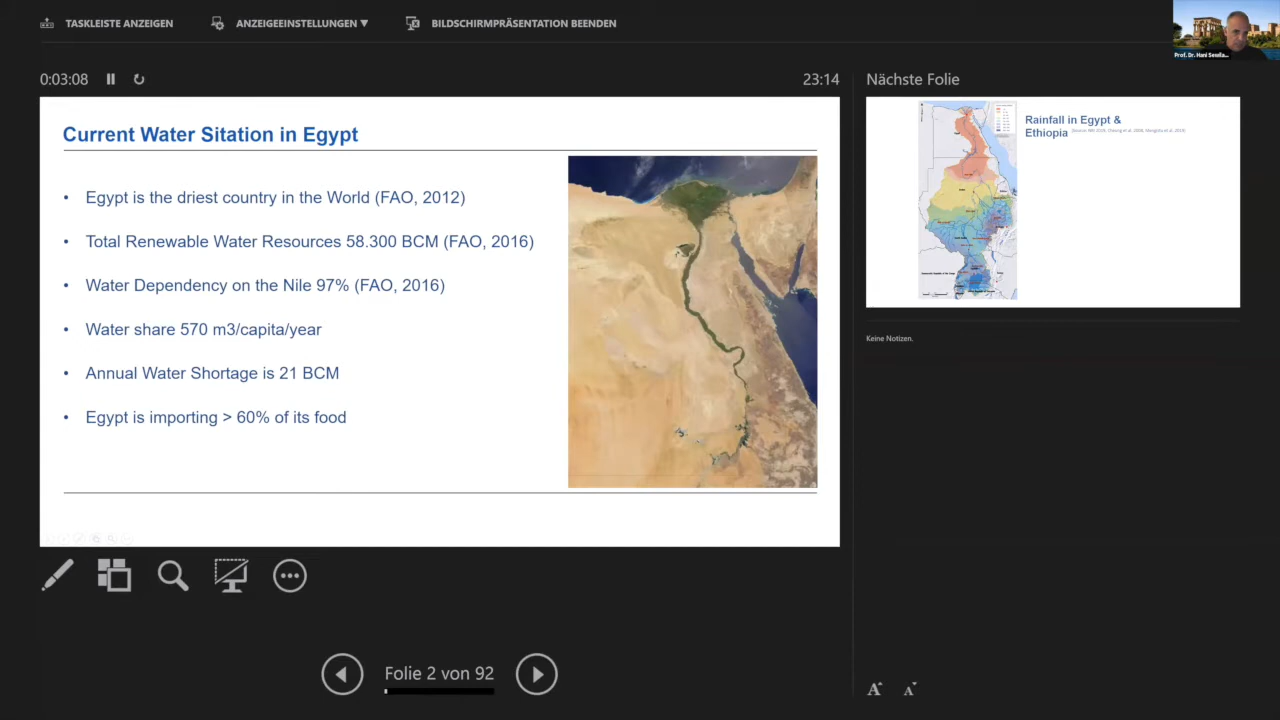 TASKLEISTE ANZEIGEN
ANZEIGEEINSTELLUNGEN ▼
BILDSCHIRMPRÄSENTATION BEENDEN
0:03:08
23:14
Current Water Sitation in Egypt
• Egypt is the driest country in the World (FAO, 2012)
• Total Renewable Water Resources 58.300 BCM (FAO, 2016)
• Water Dependency on the Nile 97% (FAO, 2016)
• Water share 570 m3/capita/year
• Annual Water Shortage is 21 BCM
• Egypt is importing > 60% of its food
Folie 2 von 92
Prof. Dr. Hani
Nächste Folie
Rainfall in Egypt &
Ethiopia
Keine Notizen.
A A